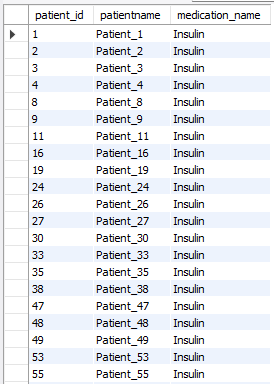 patient_id patientname medication_name
1 Patient_1 Insulin
2 Patient_2 Insulin
3 Patient_3 Insulin
4 Patient_4 Insulin
8 Patient_8 Insulin
9 Patient_9 Insulin
11 Patient_11 Insulin
16 Patient_16 Insulin
19 Patient_19 Insulin
24 Patient_24 Insulin
26 Patient_26 Insulin
27 Patient_27 Insulin
30 Patient_30 Insulin
33 Patient_33 Insulin
35 Patient_35 Insulin
38 Patient_38 Insulin
47 Patient_47 Insulin
48 Patient_48 Insulin
49 Patient_49 Insulin
53 Patient_53 Insulin
55 Patient_55 Insulin